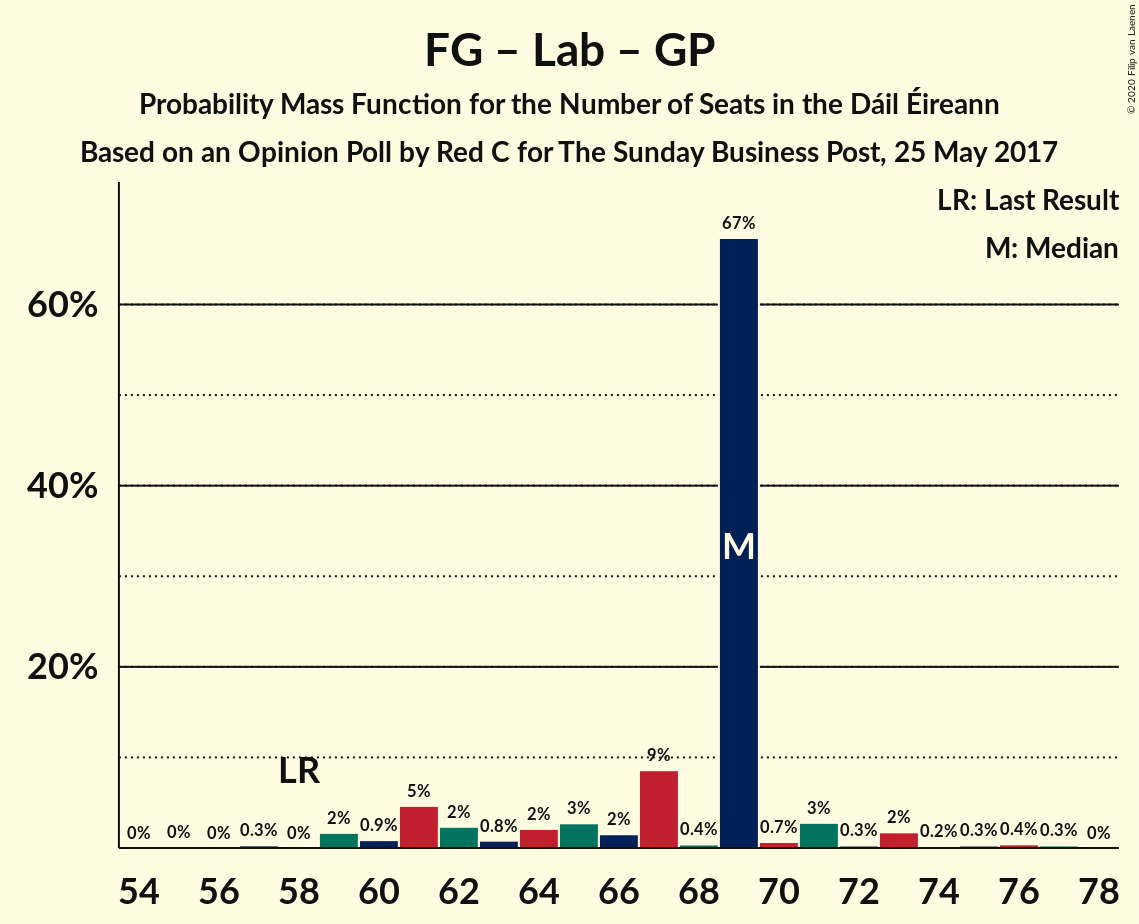 FG – Lab – GP
Probability Mass Function for the Number of Seats in the Dáil Éireann
Based on an Opinion Poll by Red C for The Sunday Business Post, 25 May 2017
© 2020 Filip van Laenen
LR: Last Result
M: Median
67%
60%
40%
M
20%
LR
0% 0% 0% 0.3% 0% 2% 0.9% 5% 2% 0.8% 2% 3% 2% 9% 0.4% 0.7% 3% 0.3% 2% 0.2% 0.3% 0.4% 0.3% 0%
54 56 58 60 62 64 66 68 70 72 74 76 78